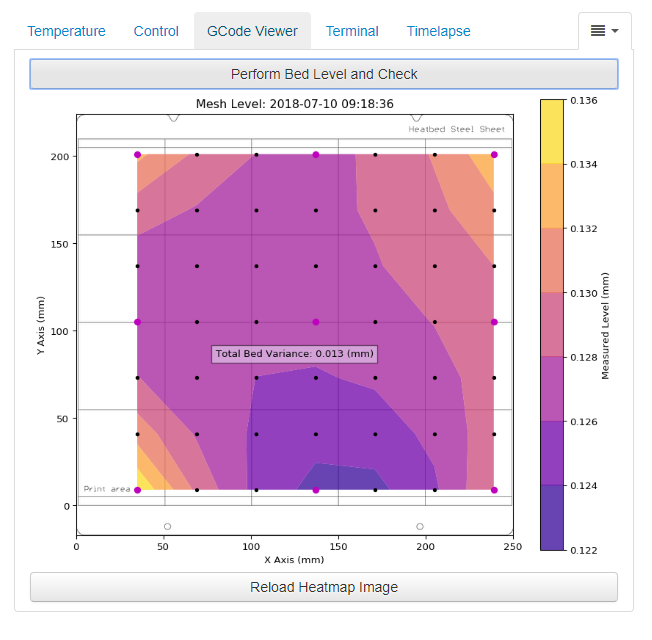 Temperature
Control
GCode Viewer
Terminal
Timelapse
Perform Bed Level and Check
Mesh Level: 2018-07-10 09:18:36
Heatbed Steel Sheet
Y Axis (mm)
200
150
100
50
0
Total Bed Variance: 0.013 (mm)
Print area
0 50 100 150 200 250
X Axis (mm)
0.136
0.134
0.132
0.130
0.128
0.126
0.124
0.122
Measured Level (mm)
Reload Heatmap Image